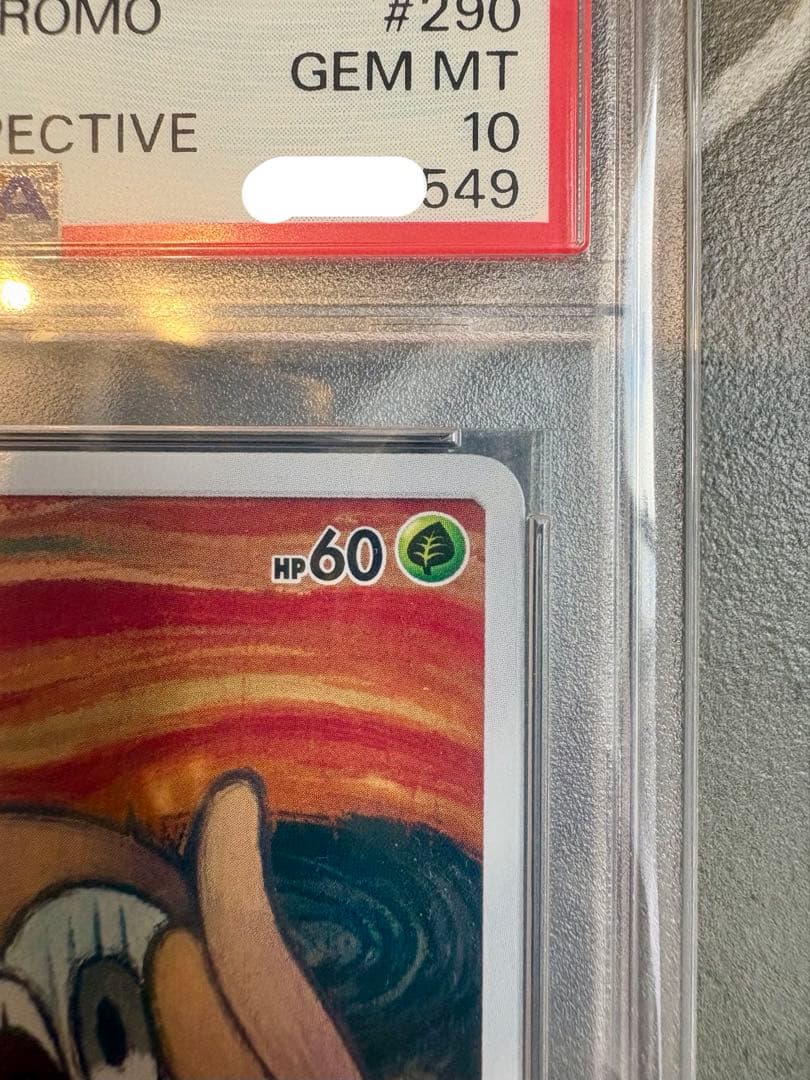 ROMO #290
GEM MT
PECTIVE 10
549
HP60